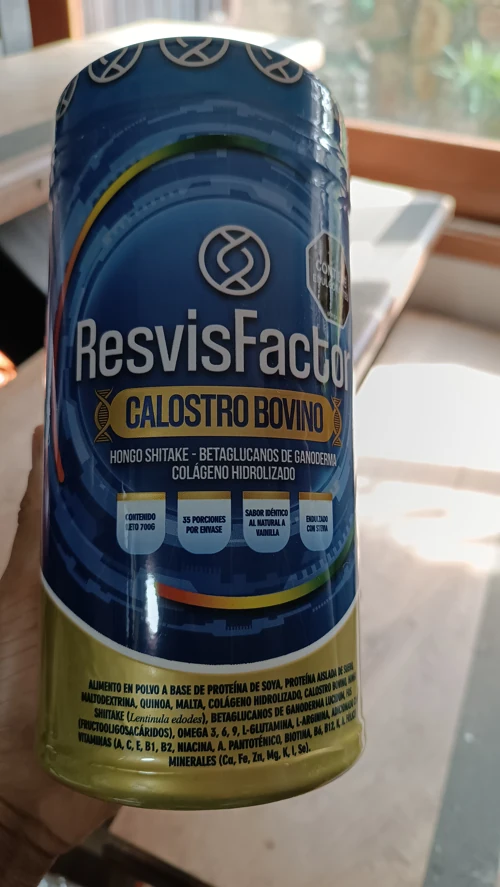 CONTIENE
ResvisFactor
CALOSTRO BOVINO
HONGO SHITAKE - BETAGLUCANOS DE GANODERMA
COLÁGENO HIDROLIZADO
CONTENIDO
NETO 700G
35 PORCIONES
POR ENVASE
SABOR IDÉNTICO
AL NATURAL A
VAINILLA
ENDULZADO
CON STEVIA
ALIMENTO EN POLVO A BASE DE PROTEÍNA DE SOYA, PROTEÍNA AISLADA DE
MALTODEXTRINA, QUINOA, MALTA, COLÁGENO HIDROLIZADO, CALOSTRO BOVINO,
SHIITAKE (Lentinula edodes), BETAGLUCANOS DE GANODERMA LUCIDUM,
(FRUCTOOLIGOSACÁRIDOS), OMEGA 3, 6, 9, L-GLUTAMINA, L-ARGININA,
VITAMINAS (A, C, E, B1, B2, NIACINA, A. PANTOTÉNICO, BIOTINA, B6, B12, K,
MINERALES (Ca, Fe, Zn, Mg, K, I, Se).